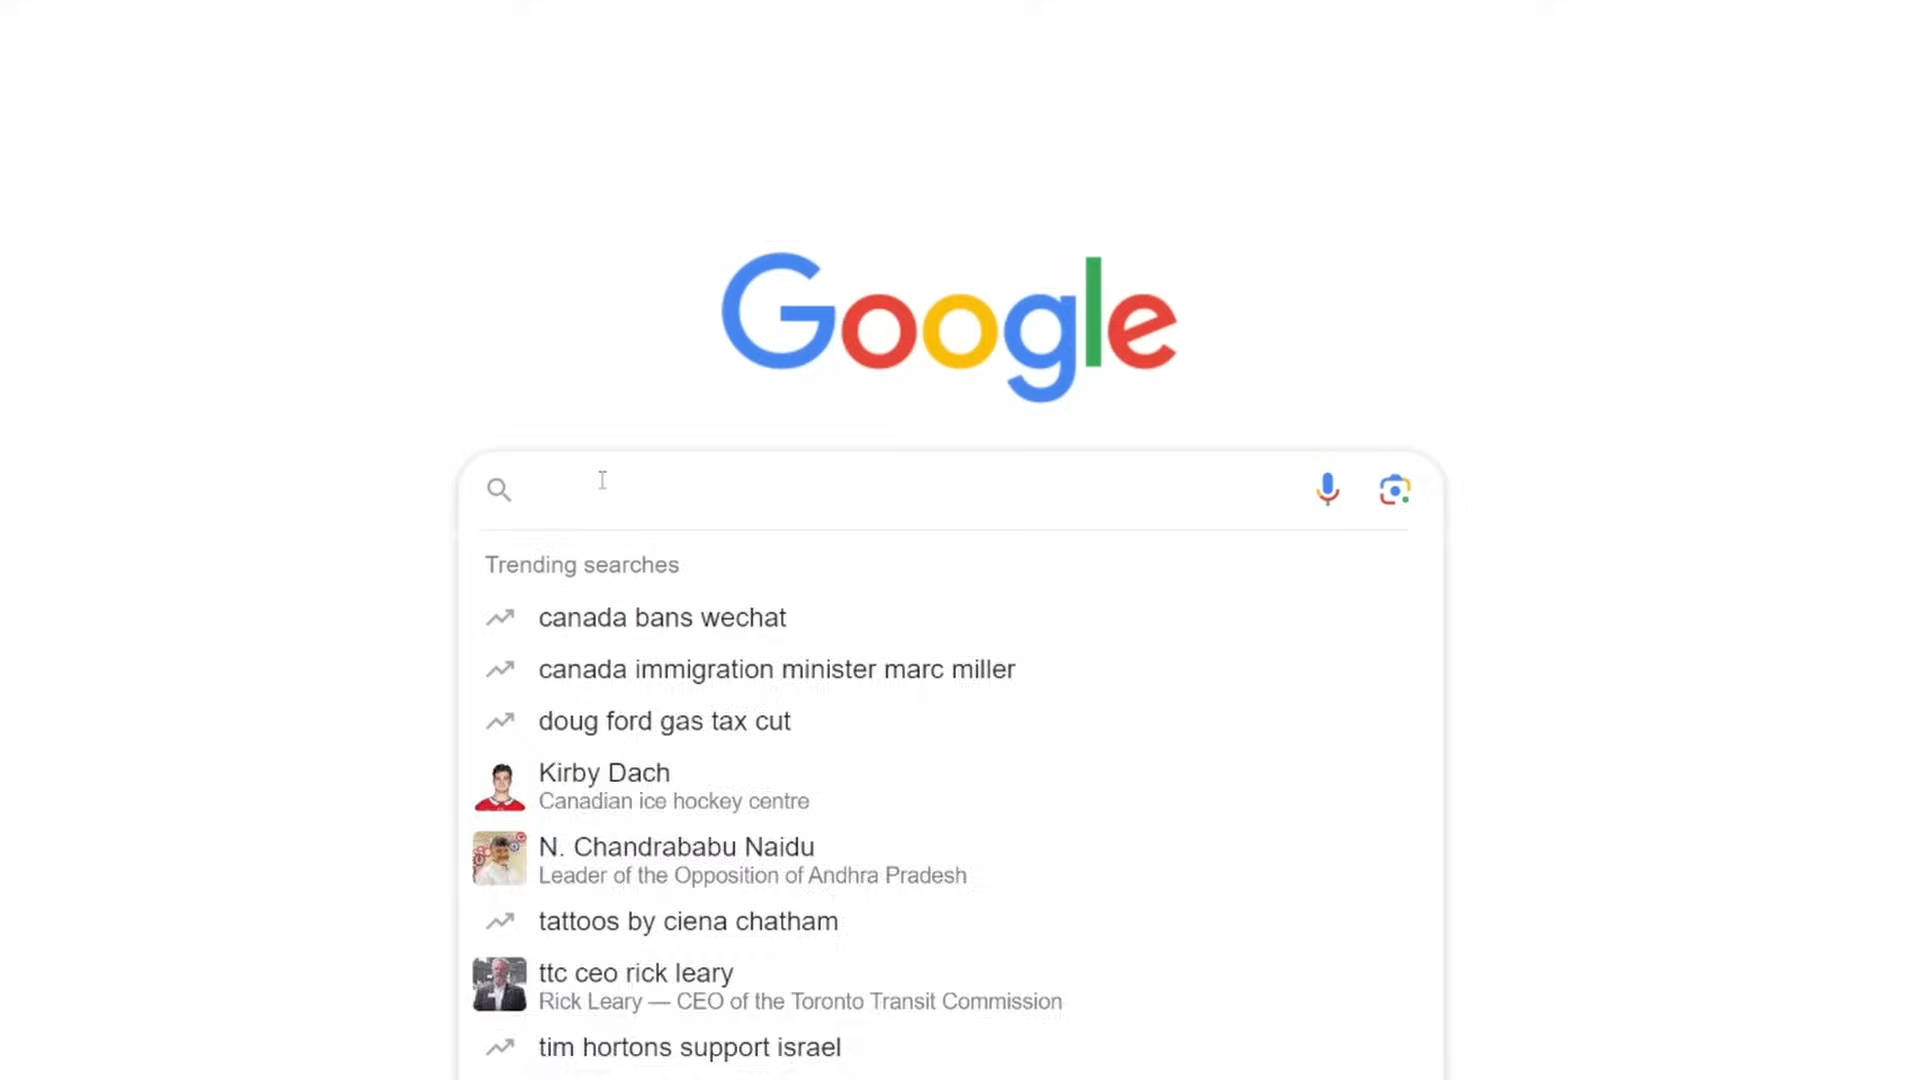 Google
Trending searches
canada bans wechat
canada immigration minister marc miller
doug ford gas tax cut
Kirby Dach
Canadian ice hockey centre
N. Chandrababu Naidu
Leader of the Opposition of Andhra Pradesh
tattoos by ciena chatham
ttc ceo rick leary
Rick Leary — CEO of the Toronto Transit Commission
tim hortons support israel